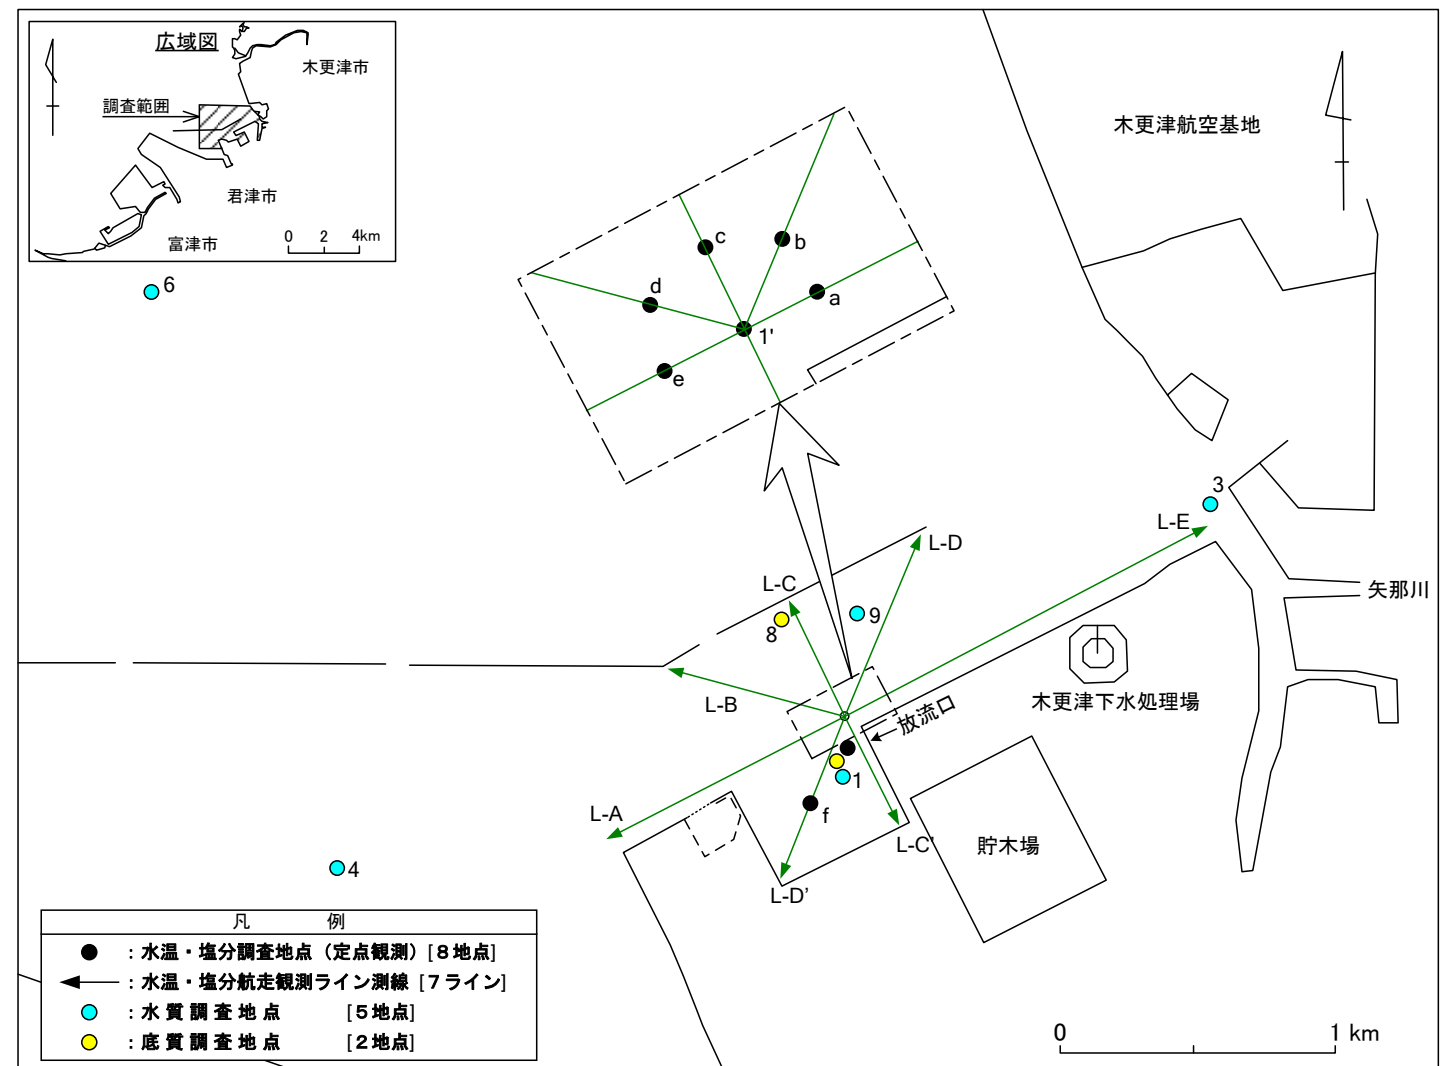 広域図
木更津市
調査範囲
君津市
富津市
0 2 4km
木更津航空基地
6
c
b
d
a
1'
e
3
L-E
L-D
L-C
9
8
矢那川
L-B
木更津下水処理場
放流口
1
L-A
f
L-C'
貯木場
4
L-D'
凡 例
：水温・塩分調査地点（定点観測）[８地点]
：水温・塩分航走観測ライン測線 [７ライン]
：水 質 調 査 地 点 [５地点]
：底 質 調 査 地 点 [２地点]
0 1 km